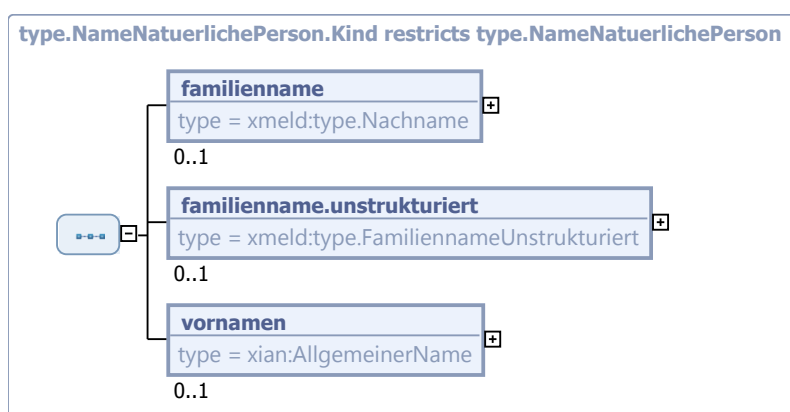 type.NameNatuerlichePerson.Kind restricts type.NameNatuerlichePerson
familienname
type = xmeld:type.Nachname
0..1
familienname.unstrukturiert
type = xmeld:type.FamiliennameUnstrukturiert
0..1
vornamen
type = xian:AllgemeinerName
0..1